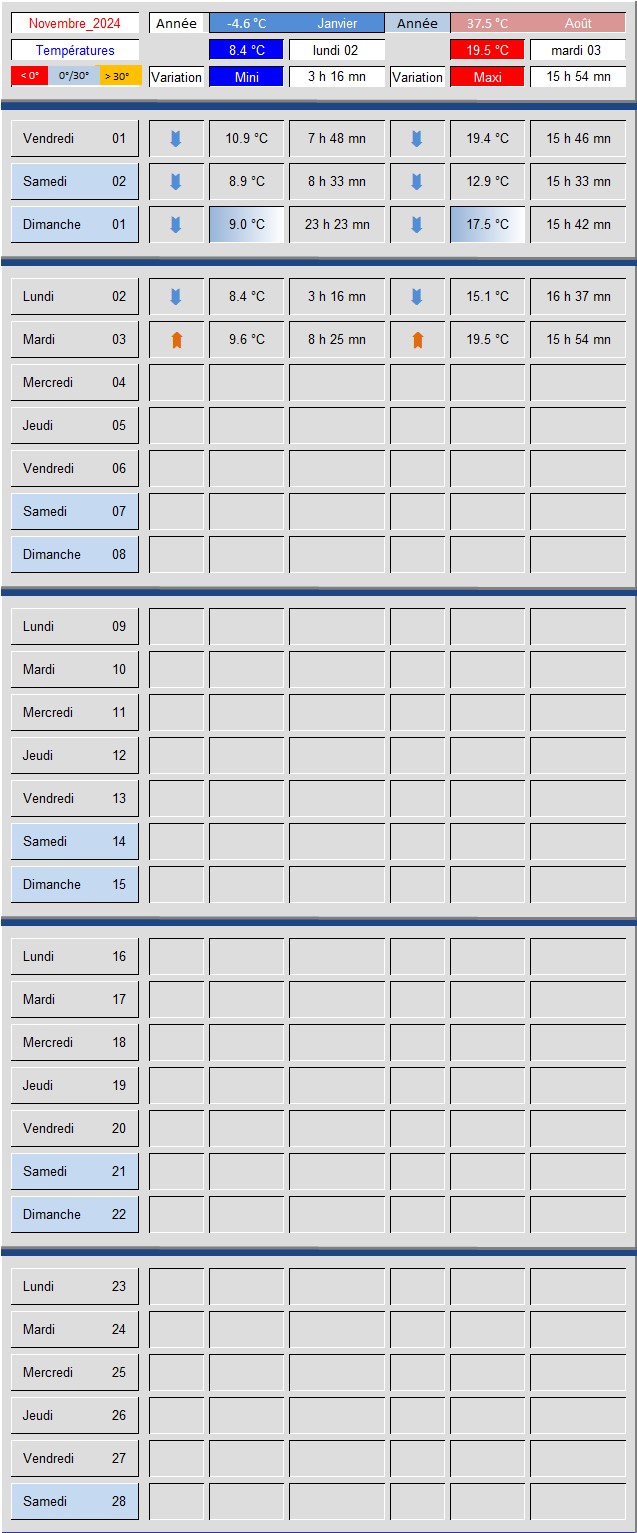 Novembre_2024 Année -4.6 °C Janvier Année 37.5 °C Août
Températures 8.4 °C lundi 02 19.5 °C mardi 03
< 0° 0°/30° > 30° Variation Mini 3 h 16 mn Variation Maxi 15 h 54 mn
Vendredi 01 10.9 °C 7 h 48 mn 19.4 °C 15 h 46 mn
Samedi 02 8.9 °C 8 h 33 mn 12.9 °C 15 h 33 mn
Dimanche 01 9.0 °C 23 h 23 mn 17.5 °C 15 h 42 mn
Lundi 02 8.4 °C 3 h 16 mn 15.1 °C 16 h 37 mn
Mardi 03 9.6 °C 8 h 25 mn 19.5 °C 15 h 54 mn
Mercredi 04
Jeudi 05
Vendredi 06
Samedi 07
Dimanche 08
Lundi 09
Mardi 10
Mercredi 11
Jeudi 12
Vendredi 13
Samedi 14
Dimanche 15
Lundi 16
Mardi 17
Mercredi 18
Jeudi 19
Vendredi 20
Samedi 21
Dimanche 22
Lundi 23
Mardi 24
Mercredi 25
Jeudi 26
Vendredi 27
Samedi 28